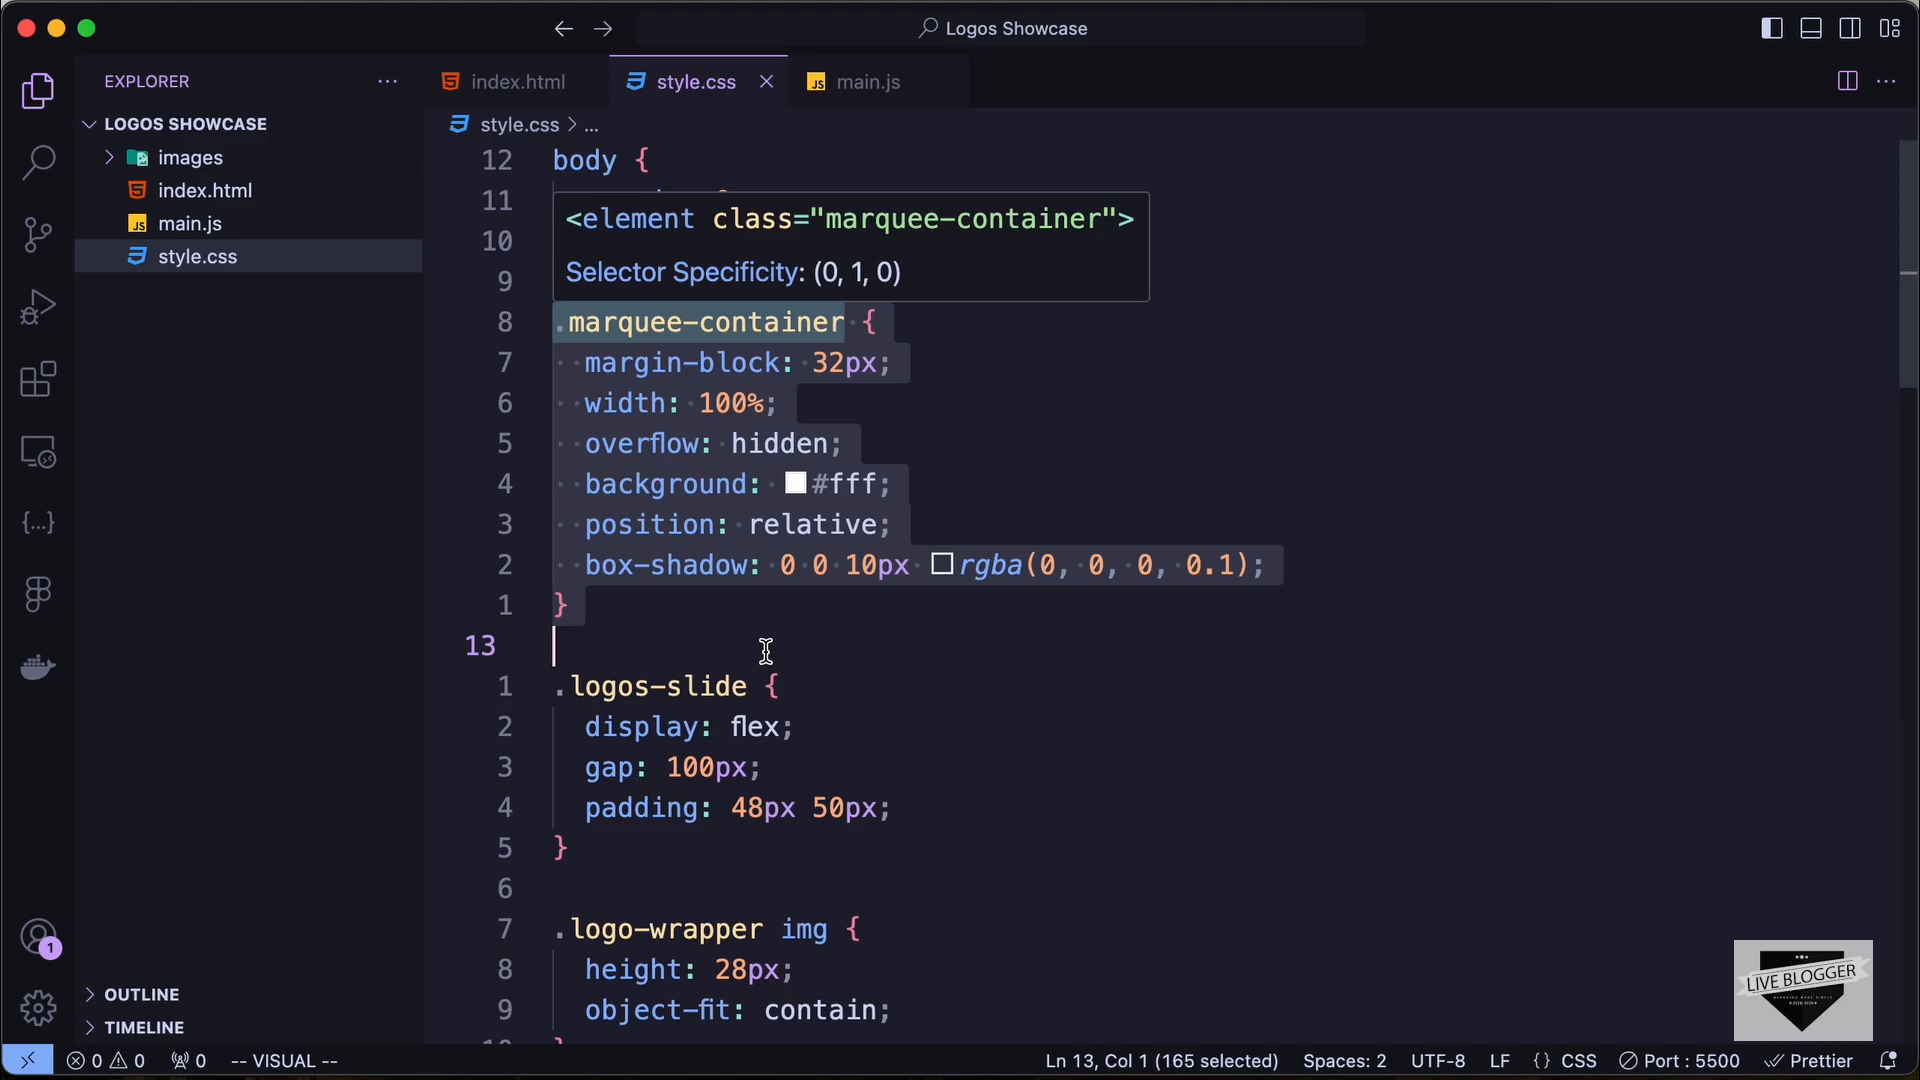 Logos Showcase
EXPLORER
index.html
style.css
main.js
LOGOS SHOWCASE
images
index.html
main.js
style.css
OUTLINE
TIMELINE
style.css > ...
12 body {
11
10
9
<element class="marquee-container">
Selector Specificity: (0, 1, 0)
8 .marquee-container {
7 margin-block: 32px;
6 width: 100%;
5 overflow: hidden;
4 background: #fff;
3 position: relative;
2 box-shadow: 0 0 10px rgba(0, 0, 0, 0.1);
1 }
13
1 .logos-slide {
2 display: flex;
3 gap: 100px;
4 padding: 48px 50px;
5 }
6
7 .logo-wrapper img {
8 height: 28px;
9 object-fit: contain;
1
LIVE BLOGGER
0 0 0 -- VISUAL -- Ln 13, Col 1 (165 selected) Spaces: 2 UTF-8 LF {} CSS Port : 5500 Prettier